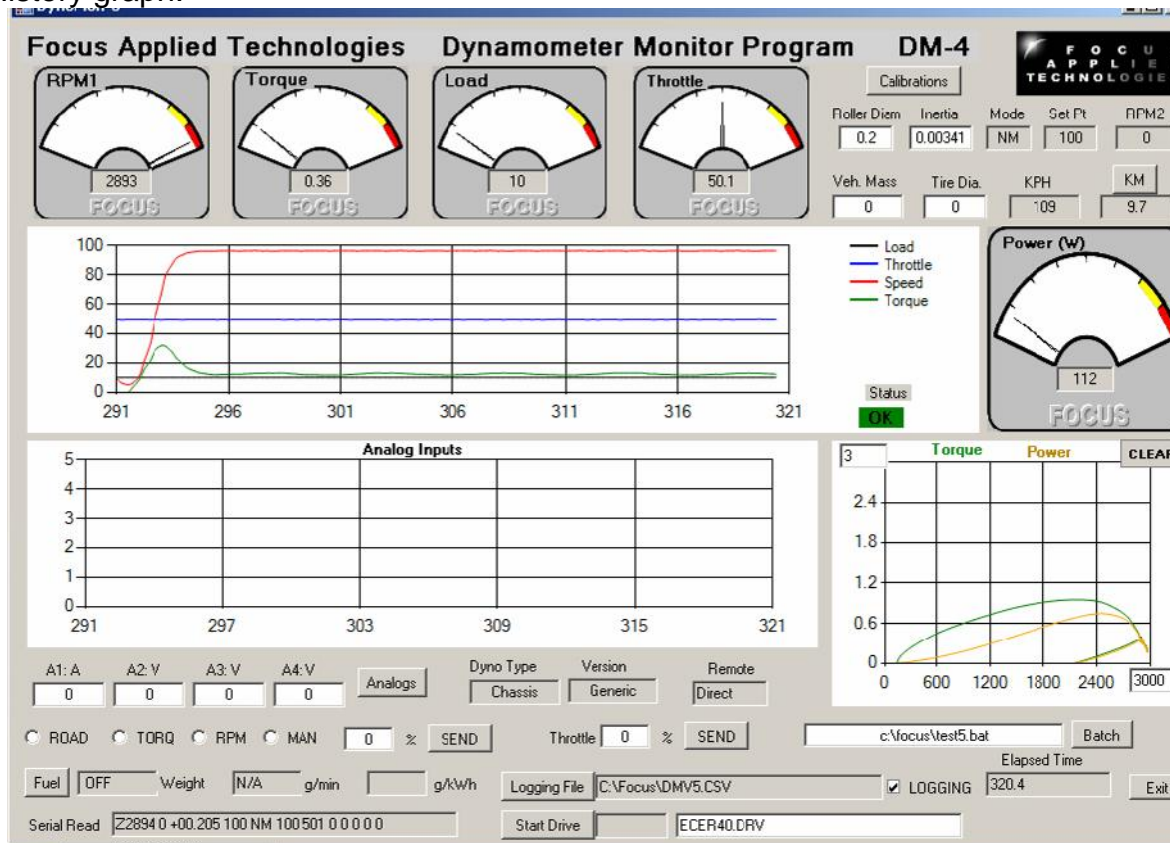 history graph.
Focus Applied Technologies Dynamometer Monitor Program DM-4
FOCU
APPLIE
TECHNOLOGIE
RPM1 Torque Load Throttle Calibrations
Roller Diam Inertia Mode Set Pt RPM2
0.2 0.00341 NM 100 0
2893 0.36 10 50.1
FOCUS FOCUS FOCUS FOCUS
Veh. Mass Tire Dia. KPH KM
0 0 109 9.7
100
80
60
40
20
0
291 296 301 306 311 316 321
Load
Throttle
Speed
Torque
Status
OK
Power (W)
112
FOCUS
Analog Inputs
5
4
3
2
1
0
291 297 303 309 315 321
3 Torque Power CLEAR
2.4
1.8
1.2
0.6
0
0 600 1200 1800 2400 3000
A1: A A2: V A3: V A4: V Analogs Dyno Type Version Remote
0 0 0 0 Chassis Generic Direct
ROAD TORQ RPM MAN 0 % SEND Throttle 0 % SEND c:\focus\test5.bat Batch
Elapsed Time
Fuel OFF Weight N/A g/min g/kWh Logging File C:\Focus\DMV5.CSV LOGGING 320.4 Exit
Serial Read Z2894 0 +00.205 100 NM 100 501 0 0 0 0 0 Start Drive ECER40.DRV